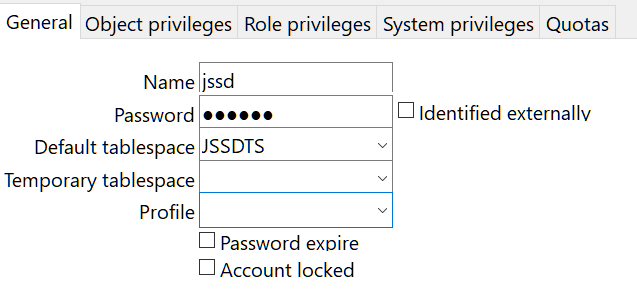 General Object privileges Role privileges System privileges Quotas
Name jssd
Password ●●●●●● Identified externally
Default tablespace JSSDTS
Temporary tablespace
Profile
Password expire
Account locked